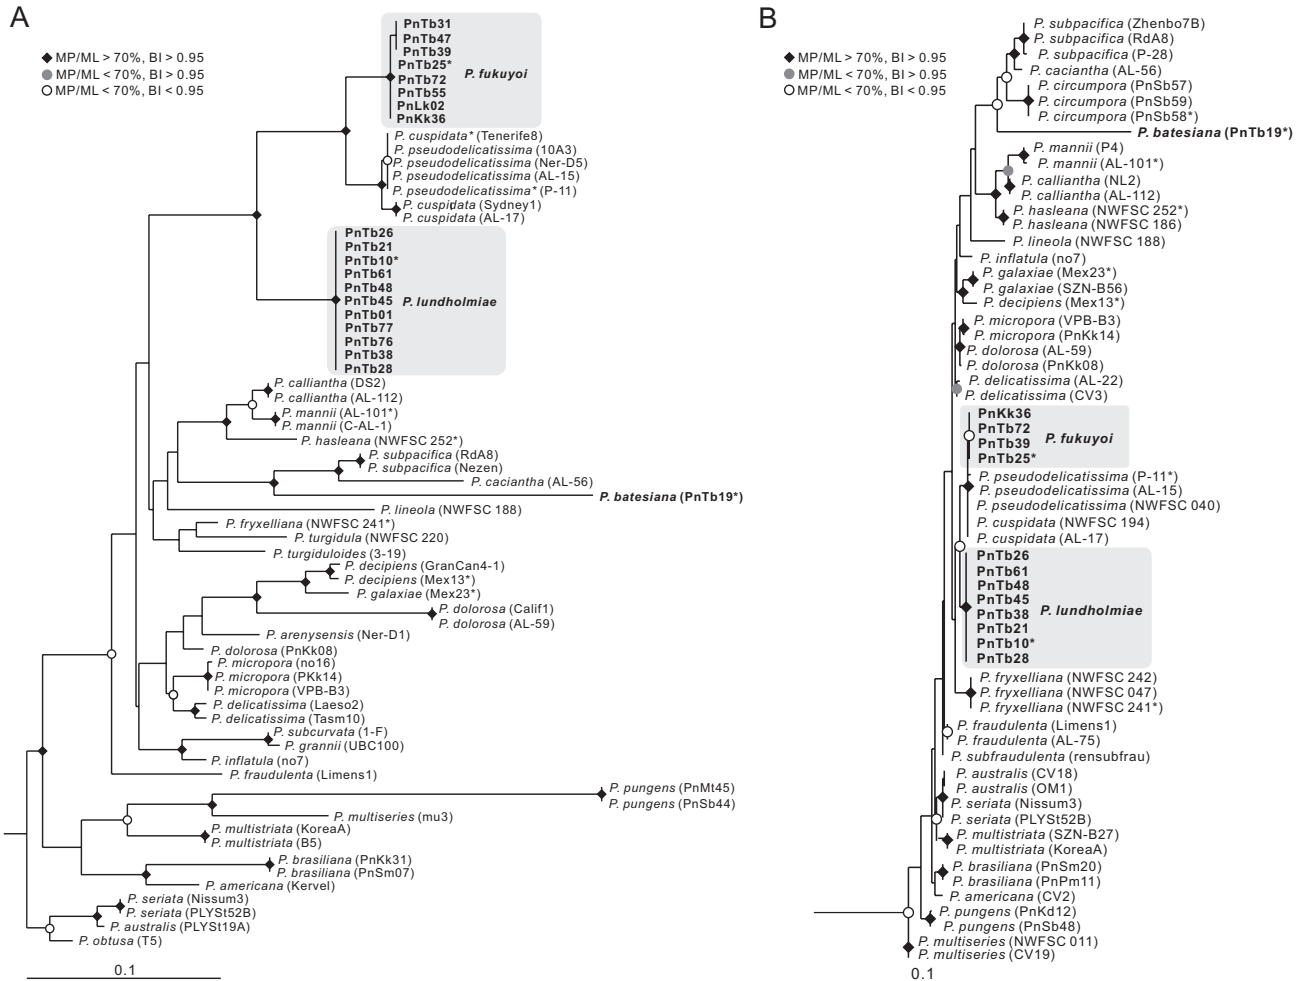 A
MP/ML > 70%, BI > 0.95
MP/ML < 70%, BI > 0.95
MP/ML < 70%, BI < 0.95
PnTb31
PnTb47
PnTb39
PnTb25*
PnTb72
PnTb55
PnLk02
PnKk36
P. fukuyoi
P. cuspidata* (Tenerife8)
P. pseudodelicatissima (10A3)
P. pseudodelicatissima (Ner-D5)
P. pseudodelicatissima (AL-15)
P. pseudodelicatissima* (P-11)
P. cuspidata (Sydney1)
P. cuspidata (AL-17)
PnTb26
PnTb21
PnTb10*
PnTb61
PnTb48
PnTb45
PnTb01
PnTb77
PnTb76
PnTb38
PnTb28
P. lundholmiae
P. calliantha (DS2)
P. calliantha (AL-112)
P. mannii (AL-101*)
P. mannii (C-AL-1)
P. hasleana (NWFSC 252*)
P. subpacifica (RdA8)
P. subpacifica (Nezen)
P. caciantha (AL-56)
P. batesiana (PnTb19*)
P. lineola (NWFSC 188)
P. fryxelliana (NWFSC 241*)
P. turgidula (NWFSC 220)
P. turgiduloides (3-19)
P. decipiens (GranCan4-1)
P. decipiens (Mex13*)
P. galaxiae (Mex23*)
P. dolorosa (Calif1)
P. dolorosa (AL-59)
P. arenysensis (Ner-D1)
P. dolorosa (PnKk08)
P. micropora (no16)
P. micropora (PKk14)
P. micropora (VPB-B3)
P. delicatissima (Laeso2)
P. delicatissima (Tasm10)
P. subcurvata (1-F)
P. grannii (UBC100)
P. inflatula (no7)
P. fraudulenta (Limens1)
P. pungens (PnMt45)
P. pungens (PnSb44)
P. multiseries (mu3)
P. multistriata (KoreaA)
P. multistriata (B5)
P. brasiliana (PnKk31)
P. brasiliana (PnSm07)
P. americana (Kervel)
P. seriata (Nissum3)
P. seriata (PLYSt52B)
P. australis (PLYSt19A)
P. obtusa (T5)
0.1
B
MP/ML > 70%, BI > 0.95
MP/ML < 70%, BI > 0.95
MP/ML < 70%, BI < 0.95
P. subpacifica (Zhenbo7B)
P. subpacifica (RdA8)
P. subpacifica (P-28)
P. caciantha (AL-56)
P. circumpora (PnSb57)
P. circumpora (PnSb59)
P. circumpora (PnSb58*)
P. batesiana (PnTb19*)
P. mannii (P4)
P. mannii (AL-101*)
P. calliantha (NL2)
P. calliantha (AL-112)
P. hasleana (NWFSC 252*)
P. hasleana (NWFSC 186)
P. lineola (NWFSC 188)
P. inflatula (no7)
P. galaxiae (Mex23*)
P. galaxiae (SZN-B56)
P. decipiens (Mex13*)
P. micropora (VPB-B3)
P. micropora (PnKk14)
P. dolorosa (AL-59)
P. dolorosa (PnKk08)
P. delicatissima (AL-22)
P. delicatissima (CV3)
PnKk36
PnTb72
PnTb39
PnTb25*
P. fukuyoi
P. pseudodelicatissima (P-11*)
P. pseudodelicatissima (AL-15)
P. pseudodelicatissima (NWFSC 040)
P. cuspidata (NWFSC 194)
P. cuspidata (AL-17)
PnTb26
PnTb61
PnTb48
PnTb45
PnTb38
PnTb21
PnTb10*
PnTb28
P. lundholmiae
P. fryxelliana (NWFSC 242)
P. fryxelliana (NWFSC 047)
P. fryxelliana (NWFSC 241*)
P. fraudulenta (Limens1)
P. fraudulenta (AL-75)
P. subfraudulenta (rensubfrau)
P. australis (CV18)
P. australis (OM1)
P. seriata (Nissum3)
P. seriata (PLYSt52B)
P. multistriata (SZN-B27)
P. multistriata (KoreaA)
P. brasiliana (PnSm20)
P. brasiliana (PnPm11)
P. americana (CV2)
P. pungens (PnKd12)
P. pungens (PnSb48)
P. multiseries (NWFSC 011)
P. multiseries (CV19)
0.1